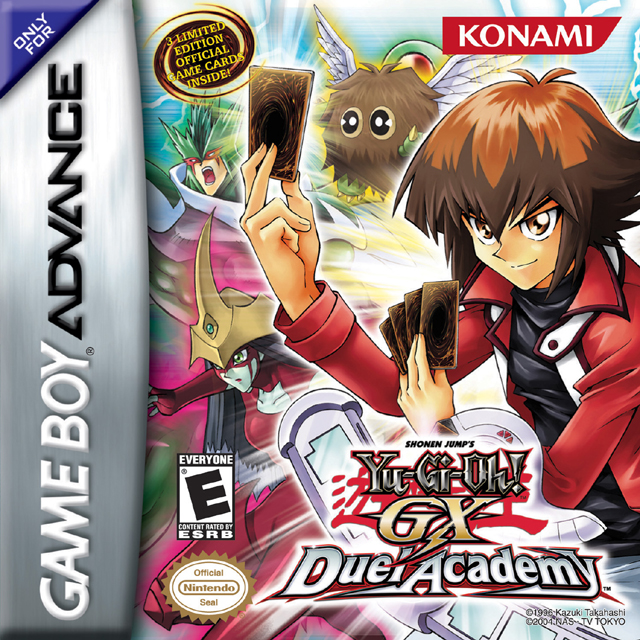 ONLY
FOR
GAME BOY ADVANCE
®
3 LIMITED
EDITION
OFFICIAL
GAME CARDS
INSIDE!
KONAMI
SHONEN JUMP'S
Yu-Gi-Oh!
GX
Duel Academy™
EVERYONE
E
CONTENT RATED BY
ESRB
Official
Nintendo
Seal
©1996 Kazuki Takahashi
©2004 NAS · TV TOKYO